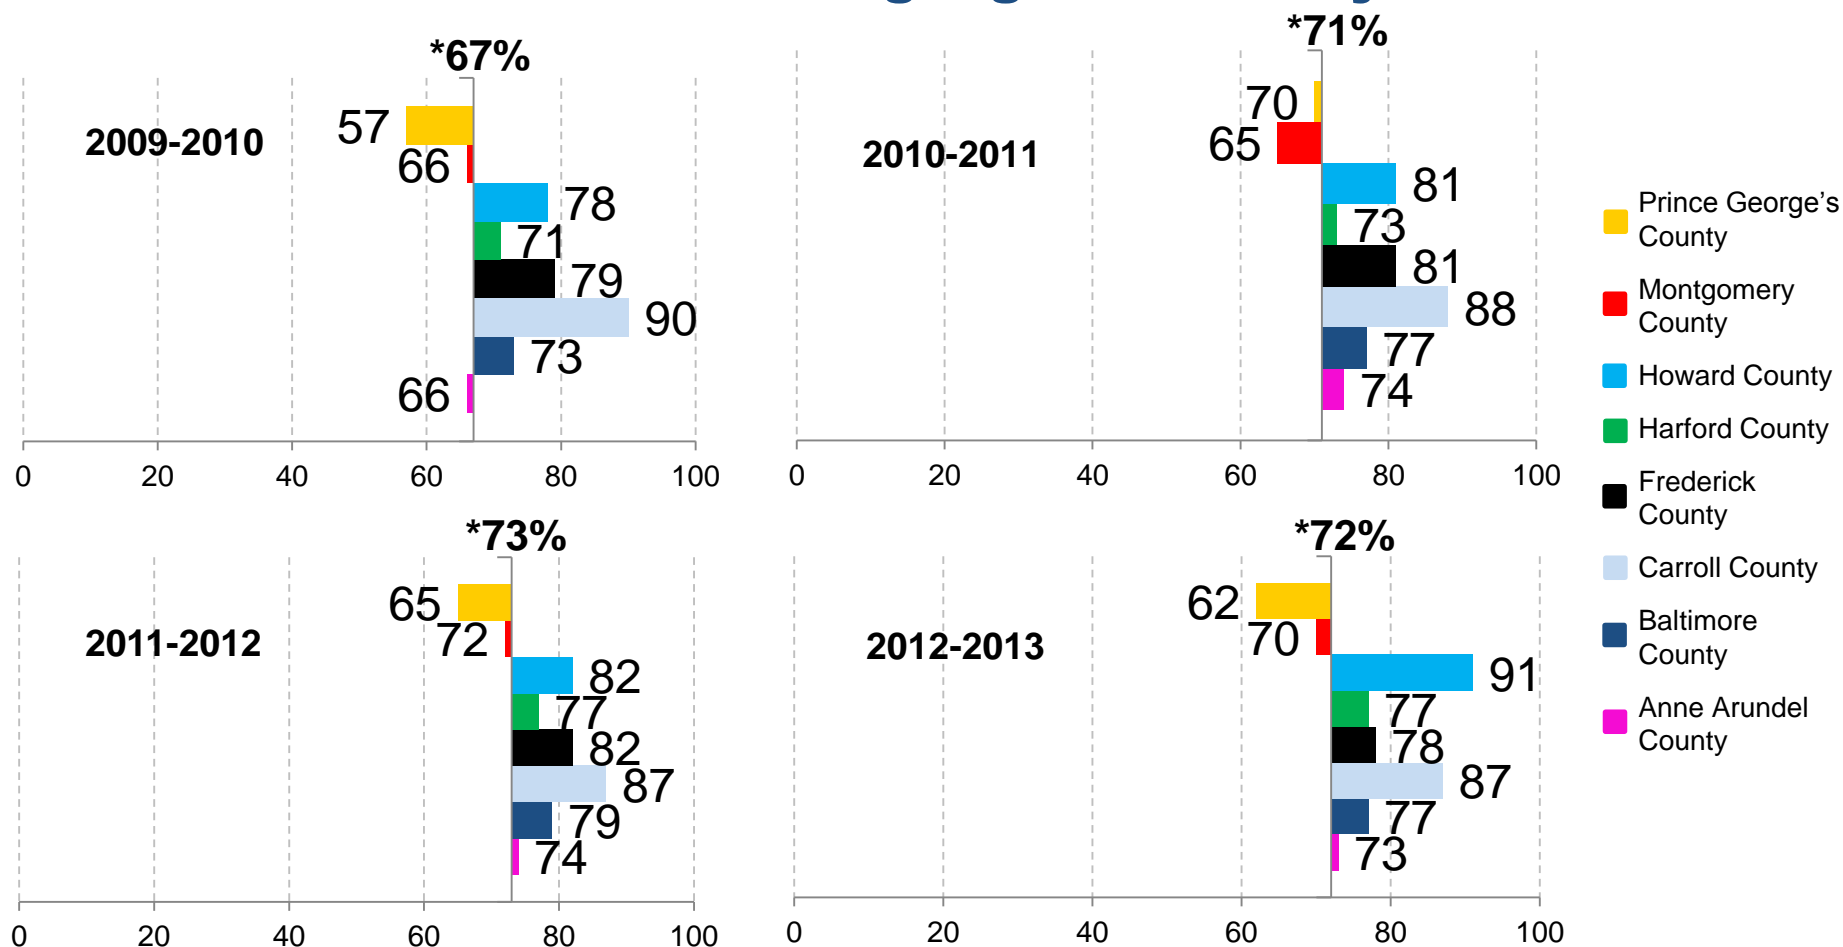 *67%
2009-2010
57
66
78
71
79
90
73
66
0 20 40 60 80 100
*71%
2010-2011
70
65
81
73
81
88
77
74
0 20 40 60 80 100
*73%
2011-2012
65
72
82
77
82
87
79
74
0 20 40 60 80 100
*72%
2012-2013
62
70
91
77
78
87
77
73
0 20 40 60 80 100
Prince George’s
County
Montgomery
County
Howard County
Harford County
Frederick
County
Carroll County
Baltimore
County
Anne Arundel
County